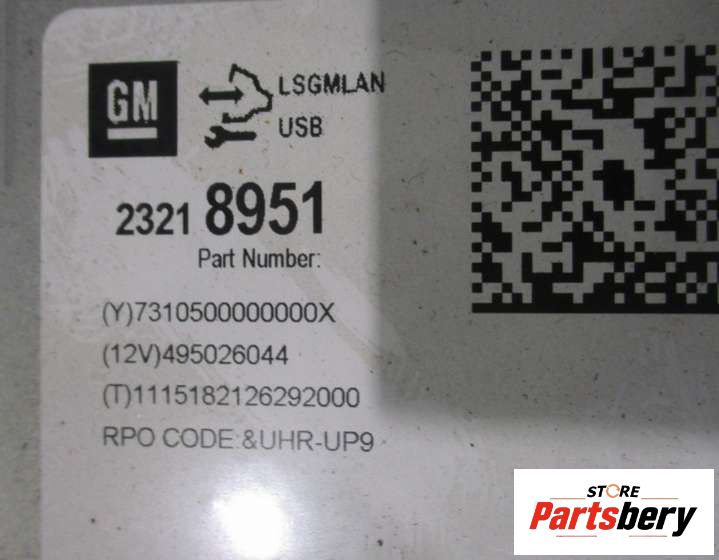 GM
LSGMLAN
USB
2321 8951
Part Number:
(Y)7310500000000X
(12V)495026044
(T)1115182126292000
RPO CODE:&UHR-UP9
STORE
Partsbery